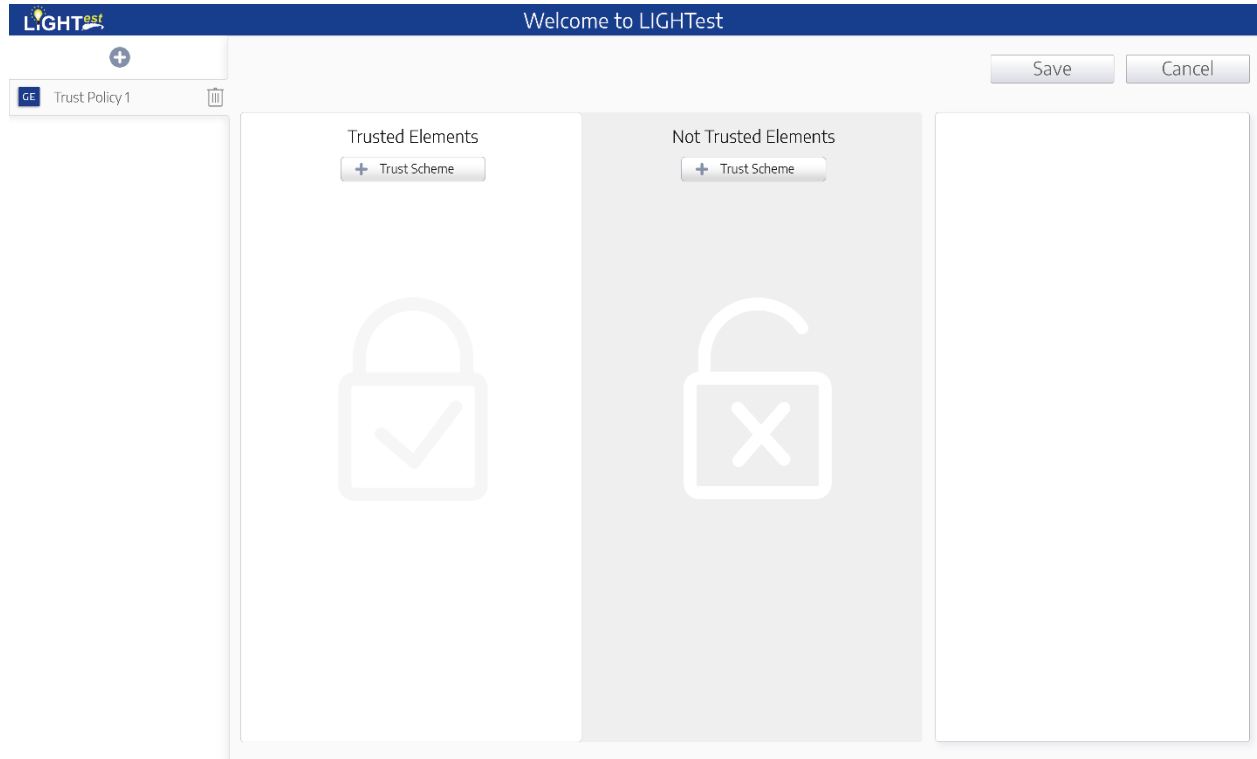 LIGHTest
Welcome to LIGHTest
Save
Cancel
GE
Trust Policy 1
Trusted Elements
Not Trusted Elements
Trust Scheme
Trust Scheme